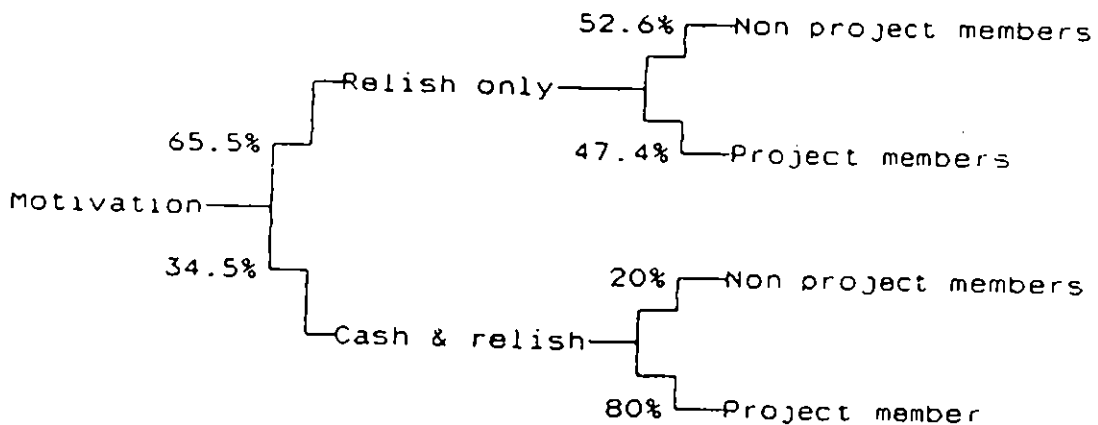 52.6% Non project members
Relish only
65.5%
47.4% Project members
Motivation
34.5%
20% Non project members
Cash & relish
80% Project member